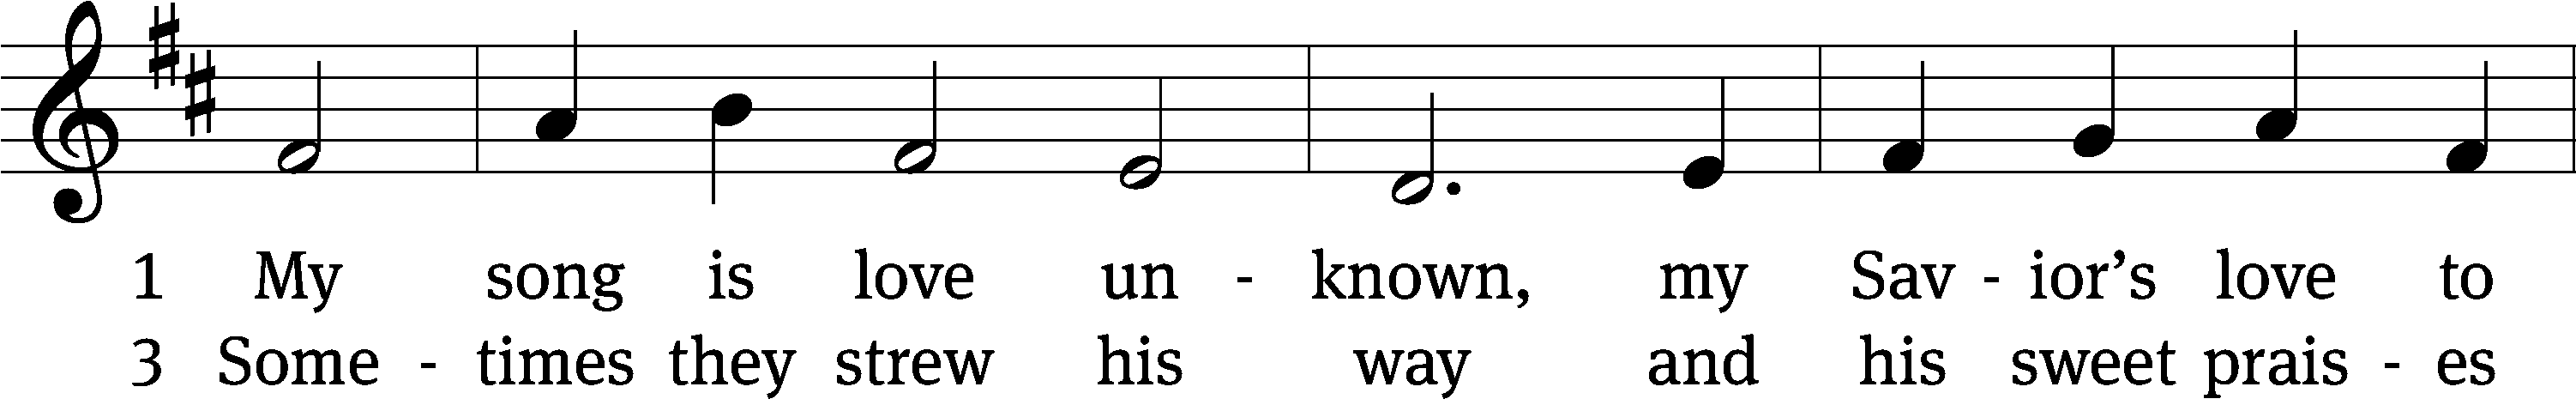 1 My song is love un - known, my Sav - ior’s love to
3 Some - times they strew his way and his sweet prais - es